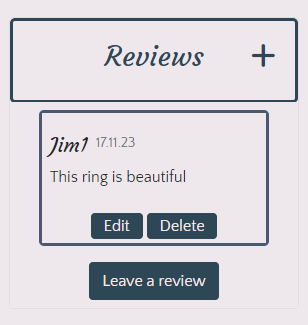 Reviews +
Jim1 17.11.23
This ring is beautiful
Edit Delete
Leave a review